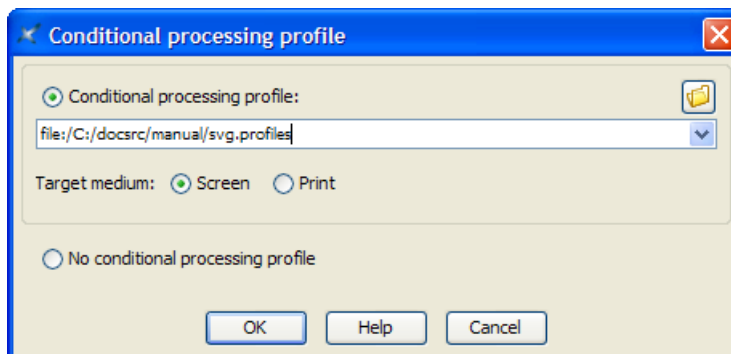 Conditional processing profile
Conditional processing profile:
file:/C:/docsrc/manual/svg.profiles
Target medium: Screen Print
No conditional processing profile
OK Help Cancel